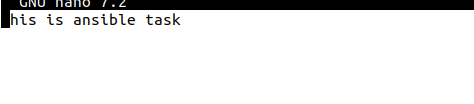 GNU nano 7.2
his is ansible task